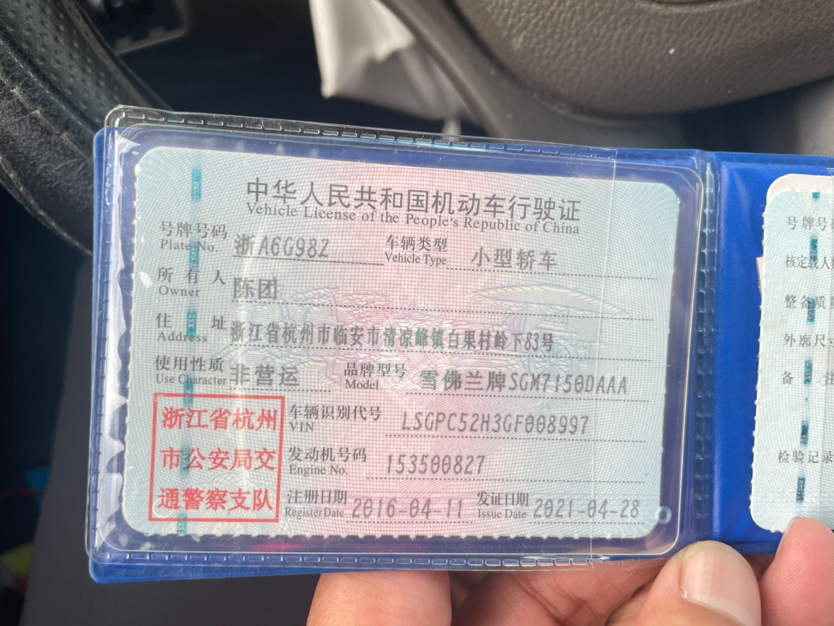 中华人民共和国机动车行驶证
Vehicle License of the People's Republic of China
号牌号码 浙A6G98Z 车辆类型 小型轿车
Plate No. Vehicle Type
所有人 陈团
Owner
住址 浙江省杭州市临安市清凉峰镇白果村岭下83号
Address
使用性质 非营运 品牌型号 雪佛兰牌SGM7150DAAA
Use Character Model
浙江省杭州市公安局交通警察支队
车辆识别代号 LSGPC52H3GF008997
VIN
发动机号码 153500827
Engine No.
注册日期 2016-04-11 发证日期 2021-04-28
Register Date Issue Date
号牌号
核定载人
整备质
外廓尺
备注
检验记录